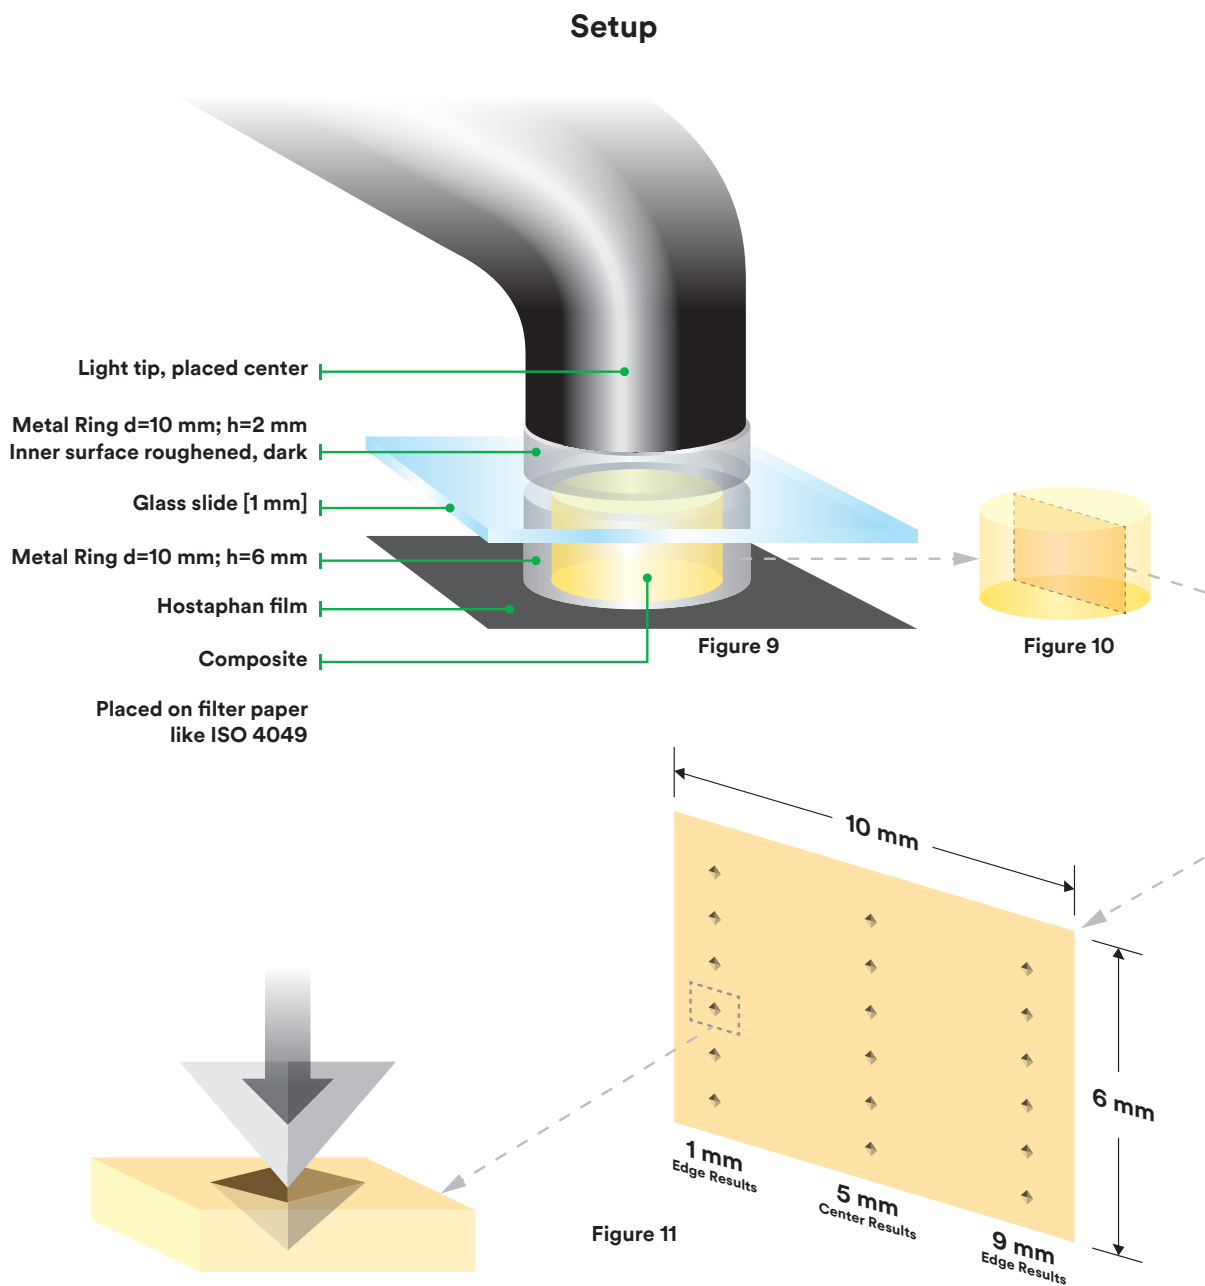 Setup
Light tip, placed center
Metal Ring d=10 mm; h=2 mm
Inner surface roughened, dark
Glass slide [1 mm]
Metal Ring d=10 mm; h=6 mm
Hostaphan film
Composite
Placed on filter paper
like ISO 4049
Figure 9
Figure 10
10 mm
6 mm
1 mm
Edge Results
5 mm
Center Results
9 mm
Edge Results
Figure 11